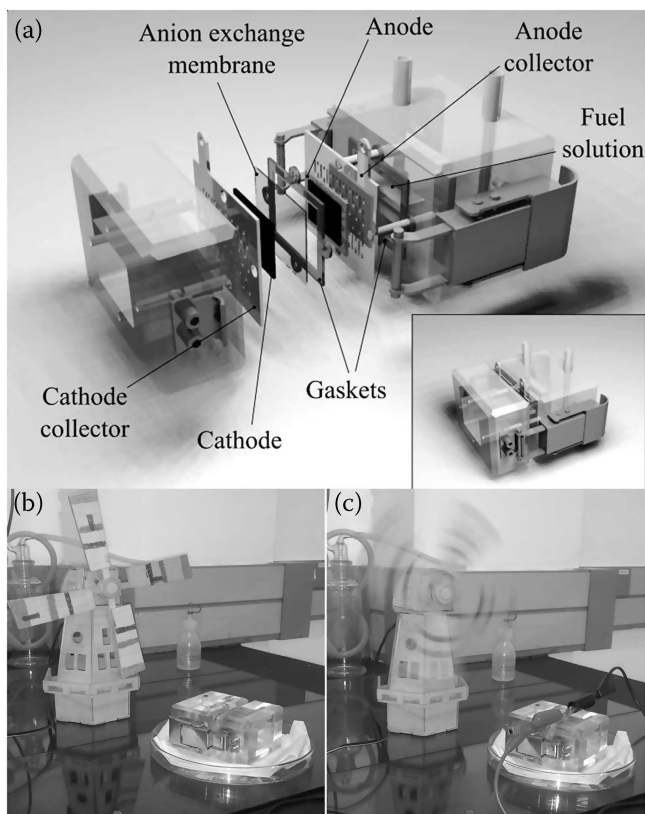 (a)
Anion exchange
membrane
Anode
Anode
collector
Fuel
solution
Cathode
collector
Cathode
Gaskets
(b)
(c)